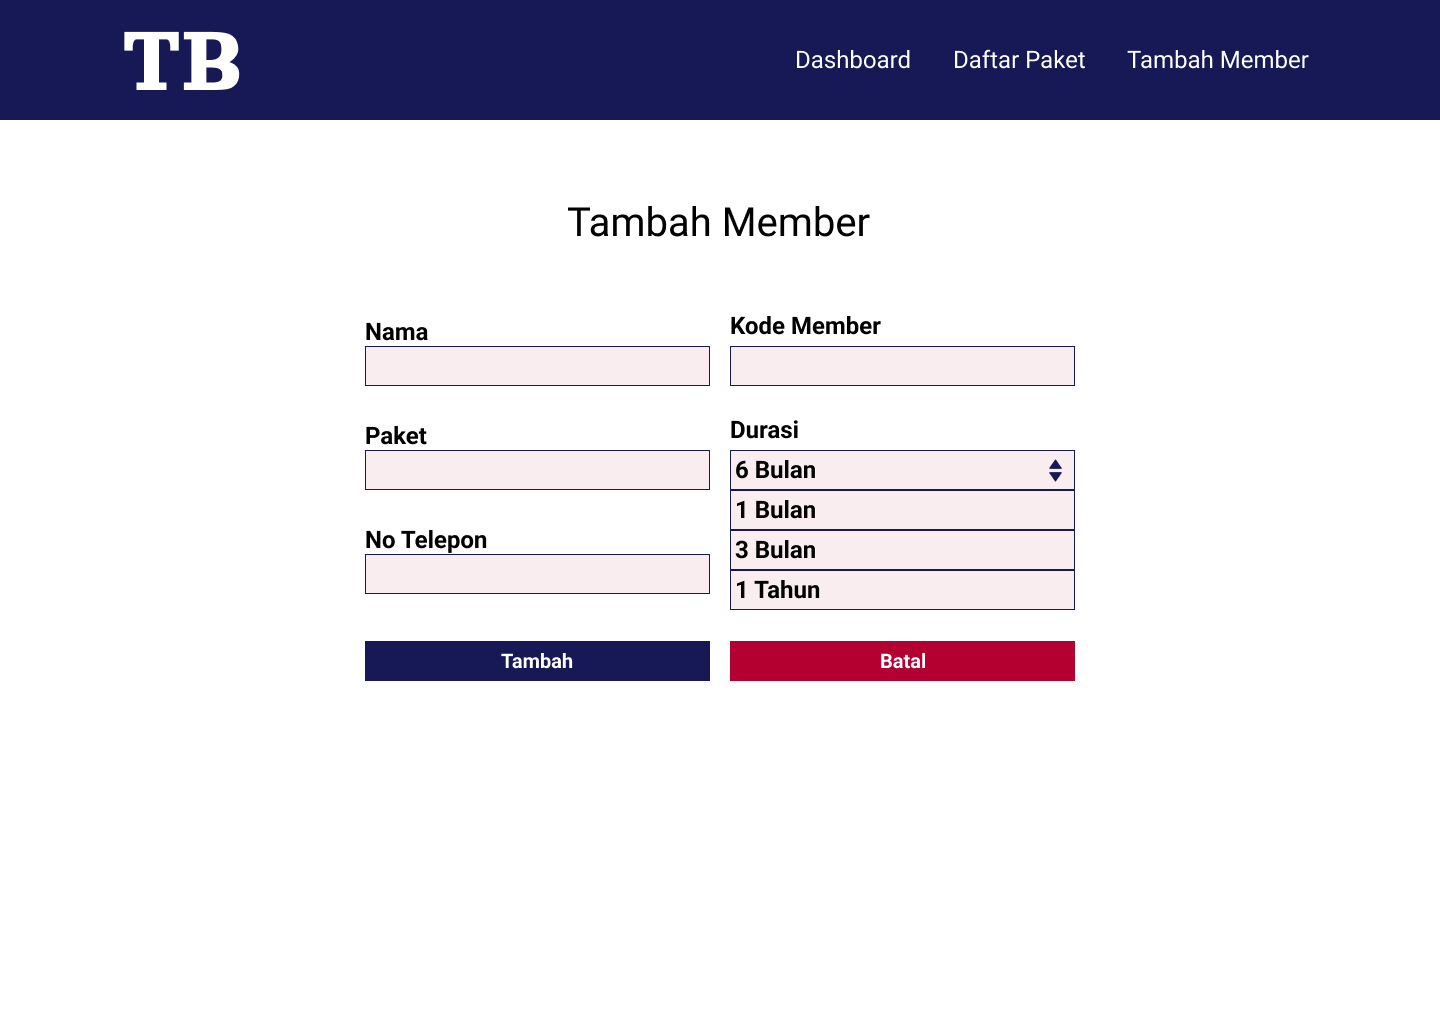 TB
Dashboard Daftar Paket Tambah Member
Tambah Member
Nama
Kode Member
Paket
Durasi
6 Bulan
1 Bulan
3 Bulan
1 Tahun
No Telepon
Tambah
Batal